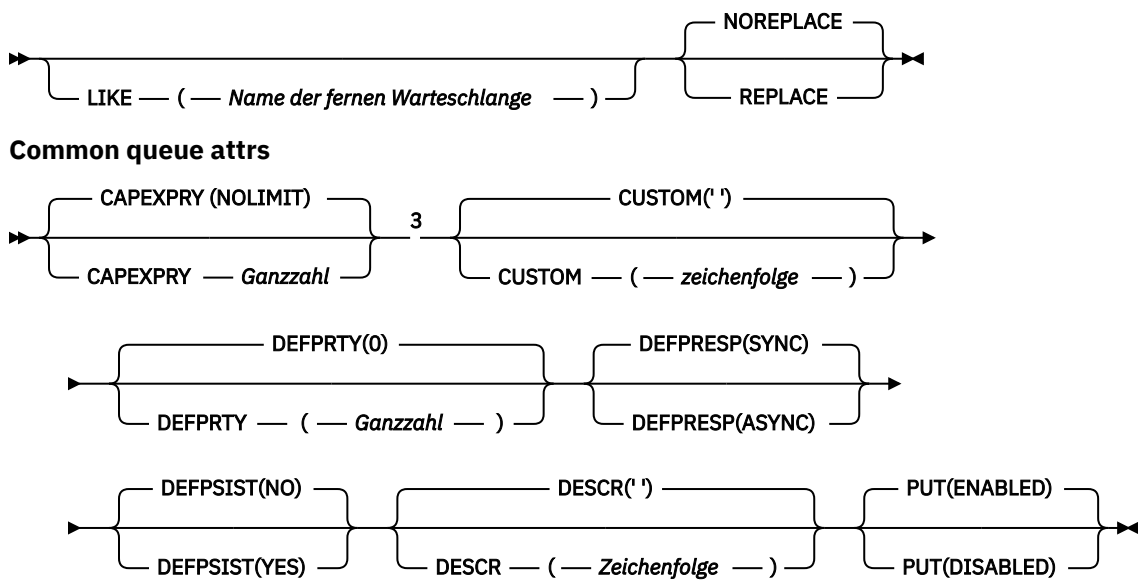 NOREPLACE
LIKE ( Name der fernen Warteschlange ) REPLACE
Common queue attrs
CAPEXPRY (NOLIMIT) CUSTOM(' ')
3
CAPEXPRY Ganzzahl CUSTOM ( zeichenfolge )
DEFPRTY(0) DEFPRESP(SYNC)
DEFPRTY ( Ganzzahl ) DEFPRESP(ASYNC)
DEFPSIST(NO) DESCR(' ') PUT(ENABLED)
DEFPSIST(YES) DESCR ( Zeichenfolge ) PUT(DISABLED)